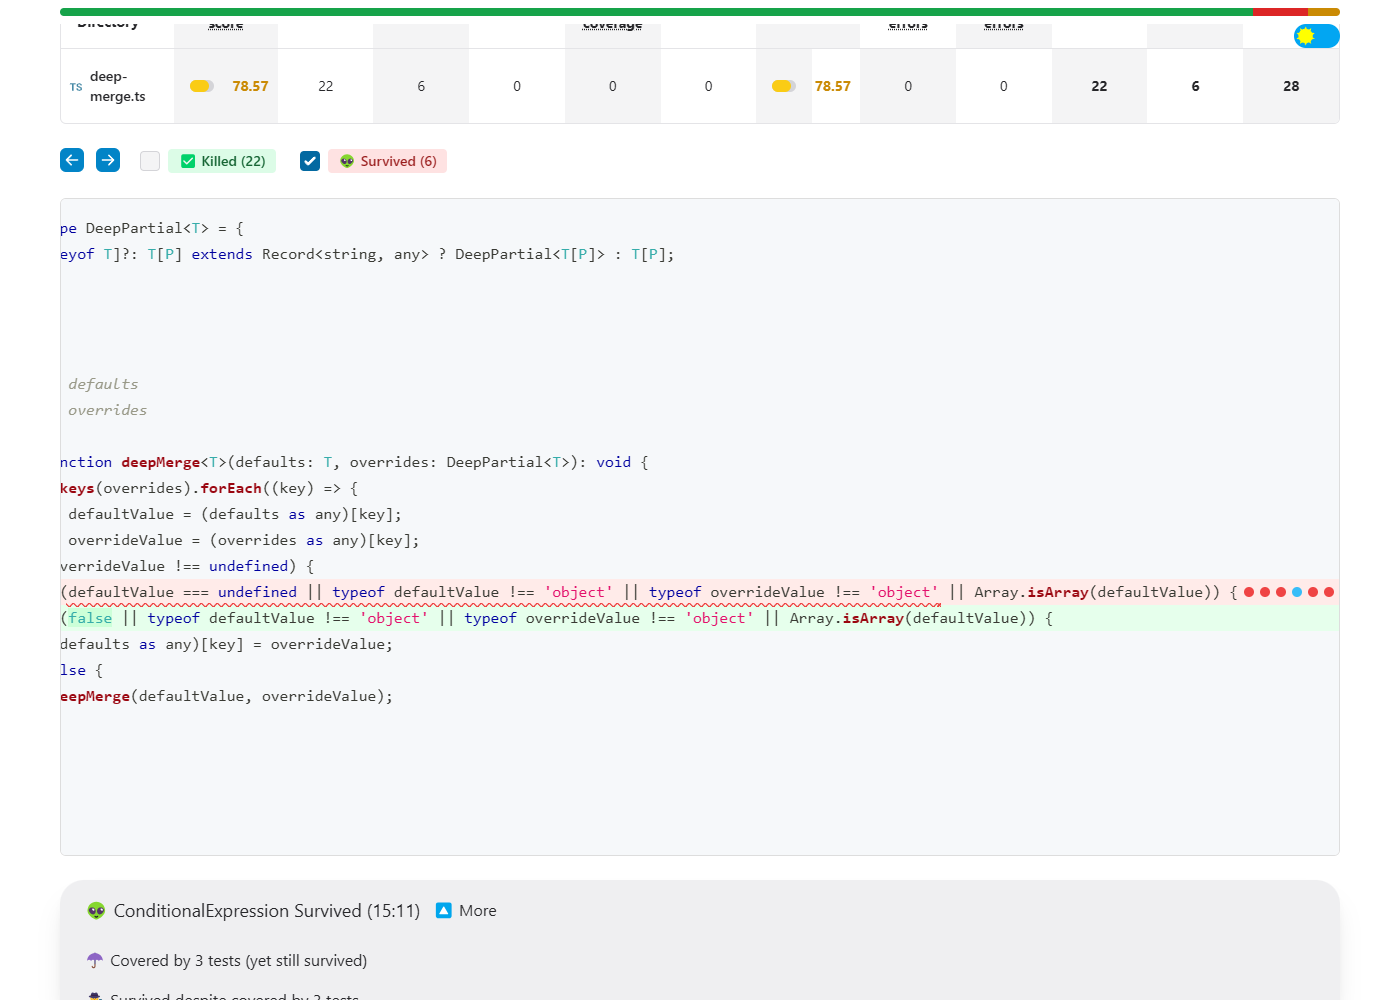 Directory score coverage errors errors
TS deep-merge.ts 78.57 22 6 0 0 0 78.57 0 0 22 6 28
Killed (22) Survived (6)
pe DeepPartial<T> = {
eyof T]?: T[P] extends Record<string, any> ? DeepPartial<T[P]> : T[P];
defaults
overrides
nction deepMerge<T>(defaults: T, overrides: DeepPartial<T>): void {
keys(overrides).forEach((key) => {
defaultValue = (defaults as any)[key];
overrideValue = (overrides as any)[key];
verrideValue !== undefined) {
(defaultValue === undefined || typeof defaultValue !== 'object' || typeof overrideValue !== 'object' || Array.isArray(defaultValue)) {
(false || typeof defaultValue !== 'object' || typeof overrideValue !== 'object' || Array.isArray(defaultValue)) {
defaults as any)[key] = overrideValue;
lse {
eepMerge(defaultValue, overrideValue);
ConditionalExpression Survived (15:11) More
Covered by 3 tests (yet still survived)
Survived despite covered by 3 tests